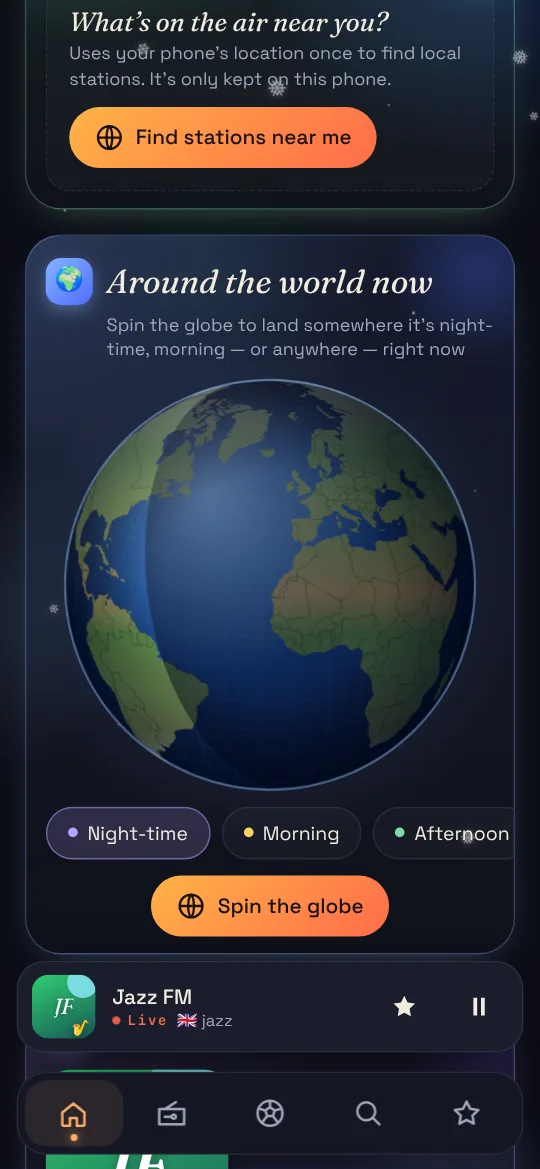 What's on the air near you?
Uses your phone's location once to find local
stations. It's only kept on this phone.
Find stations near me
Around the world now
Spin the globe to land somewhere it's night-
time, morning — or anywhere — right now
Night-time
Morning
Afternoon
Spin the globe
JF
Jazz FM
Live 🇬🇧 jazz
JF